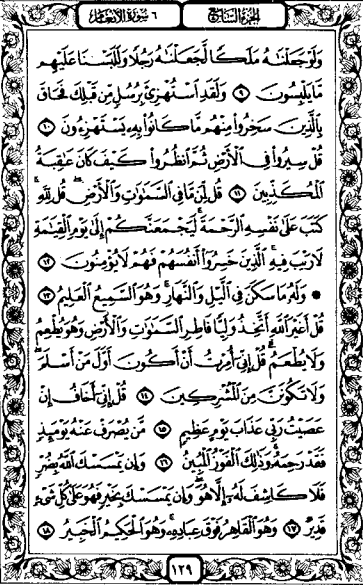 الجزء السابع ٦ سورة الأنعام
وَلَوْ جَعَلْنَٰهُ مَلَكًا لَّجَعَلْنَٰهُ رَجُلًا وَلَلَبَسْنَا عَلَيْهِم
مَّا يَلْبِسُونَ ٩ وَلَقَدِ ٱسْتُهْزِئَ بِرُسُلٍ مِّن قَبْلِكَ فَحَاقَ
بِٱلَّذِينَ سَخِرُوا۟ مِنْهُم مَّا كَانُوا۟ بِهِۦ يَسْتَهْزِءُونَ ١٠
قُلْ سِيرُوا۟ فِى ٱلْأَرْضِ ثُمَّ ٱنظُرُوا۟ كَيْفَ كَانَ عَٰقِبَةُ
ٱلْمُكَذِّبِينَ ١١ قُل لِّمَن مَّا فِى ٱلسَّمَٰوَٰتِ وَٱلْأَرْضِ ۖ قُل لِّلَّهِ ۚ
كَتَبَ عَلَىٰ نَفْسِهِ ٱلرَّحْمَةَ ۚ لَيَجْمَعَنَّكُمْ إِلَىٰ يَوْمِ ٱلْقِيَٰمَةِ
لَا رَيْبَ فِيهِ ۚ ٱلَّذِينَ خَسِرُوٓا۟ أَنفُسَهُمْ فَهُمْ لَا يُؤْمِنُونَ ١٢
۞ وَلَهُۥ مَا سَكَنَ فِى ٱلَّيْلِ وَٱلنَّهَارِ ۚ وَهُوَ ٱلسَّمِيعُ ٱلْعَلِيمُ ١٣
قُلْ أَغَيْرَ ٱللَّهِ أَتَّخِذُ وَلِيًّا فَاطِرِ ٱلسَّمَٰوَٰتِ وَٱلْأَرْضِ وَهُوَ يُطْعِمُ
وَلَا يُطْعَمُ ۗ قُلْ إِنِّىٓ أُمِرْتُ أَنْ أَكُونَ أَوَّلَ مَنْ أَسْلَمَ ۖ
وَلَا تَكُونَنَّ مِنَ ٱلْمُشْرِكِينَ ١٤ قُلْ إِنِّىٓ أَخَافُ إِنْ
عَصَيْتُ رَبِّى عَذَابَ يَوْمٍ عَظِيمٍ ١٥ مَّن يُصْرَفْ عَنْهُ يَوْمَئِذٍ
فَقَدْ رَحِمَهُۥ ۚ وَذَٰلِكَ ٱلْفَوْزُ ٱلْمُبِينُ ١٦ وَإِن يَمْسَسْكَ ٱللَّهُ بِضُرٍّ
فَلَا كَاشِفَ لَهُۥٓ إِلَّا هُوَ ۖ وَإِن يَمْسَسْكَ بِخَيْرٍ فَهُوَ عَلَىٰ كُلِّ شَىْءٍ
قَدِيرٌ ١٧ وَهُوَ ٱلْقَاهِرُ فَوْقَ عِبَادِهِۦ ۚ وَهُوَ ٱلْحَكِيمُ ٱلْخَبِيرُ ١٨
١٢٩